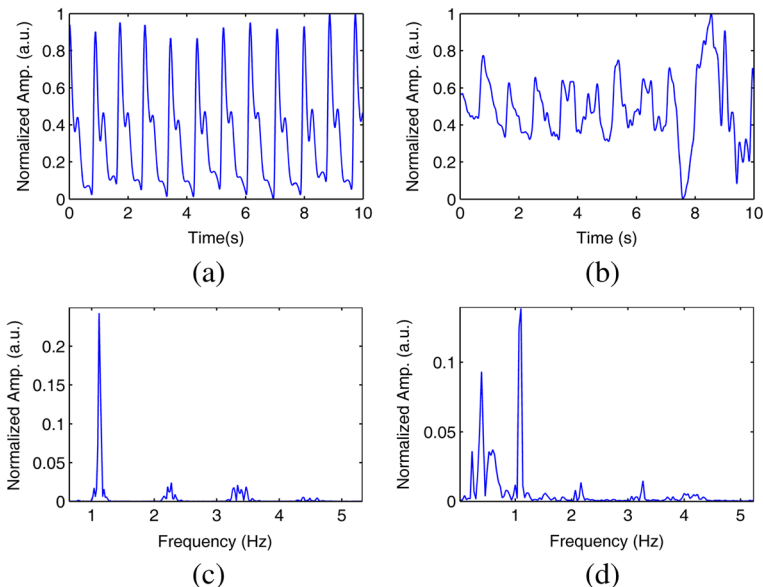 Normalized Amp. (a.u.)
1
0.8
0.6
0.4
0.2
0
0 2 4 6 8 10
Time(s)
(a)
Normalized Amp. (a.u.)
1
0.8
0.6
0.4
0.2
0
0 2 4 6 8 10
Time (s)
(b)
Normalized Amp. (a.u.)
0.2
0.15
0.1
0.05
0
1 2 3 4 5
Frequency (Hz)
(c)
Normalized Amp. (a.u.)
0.1
0.05
0
1 2 3 4 5
Frequency (Hz)
(d)